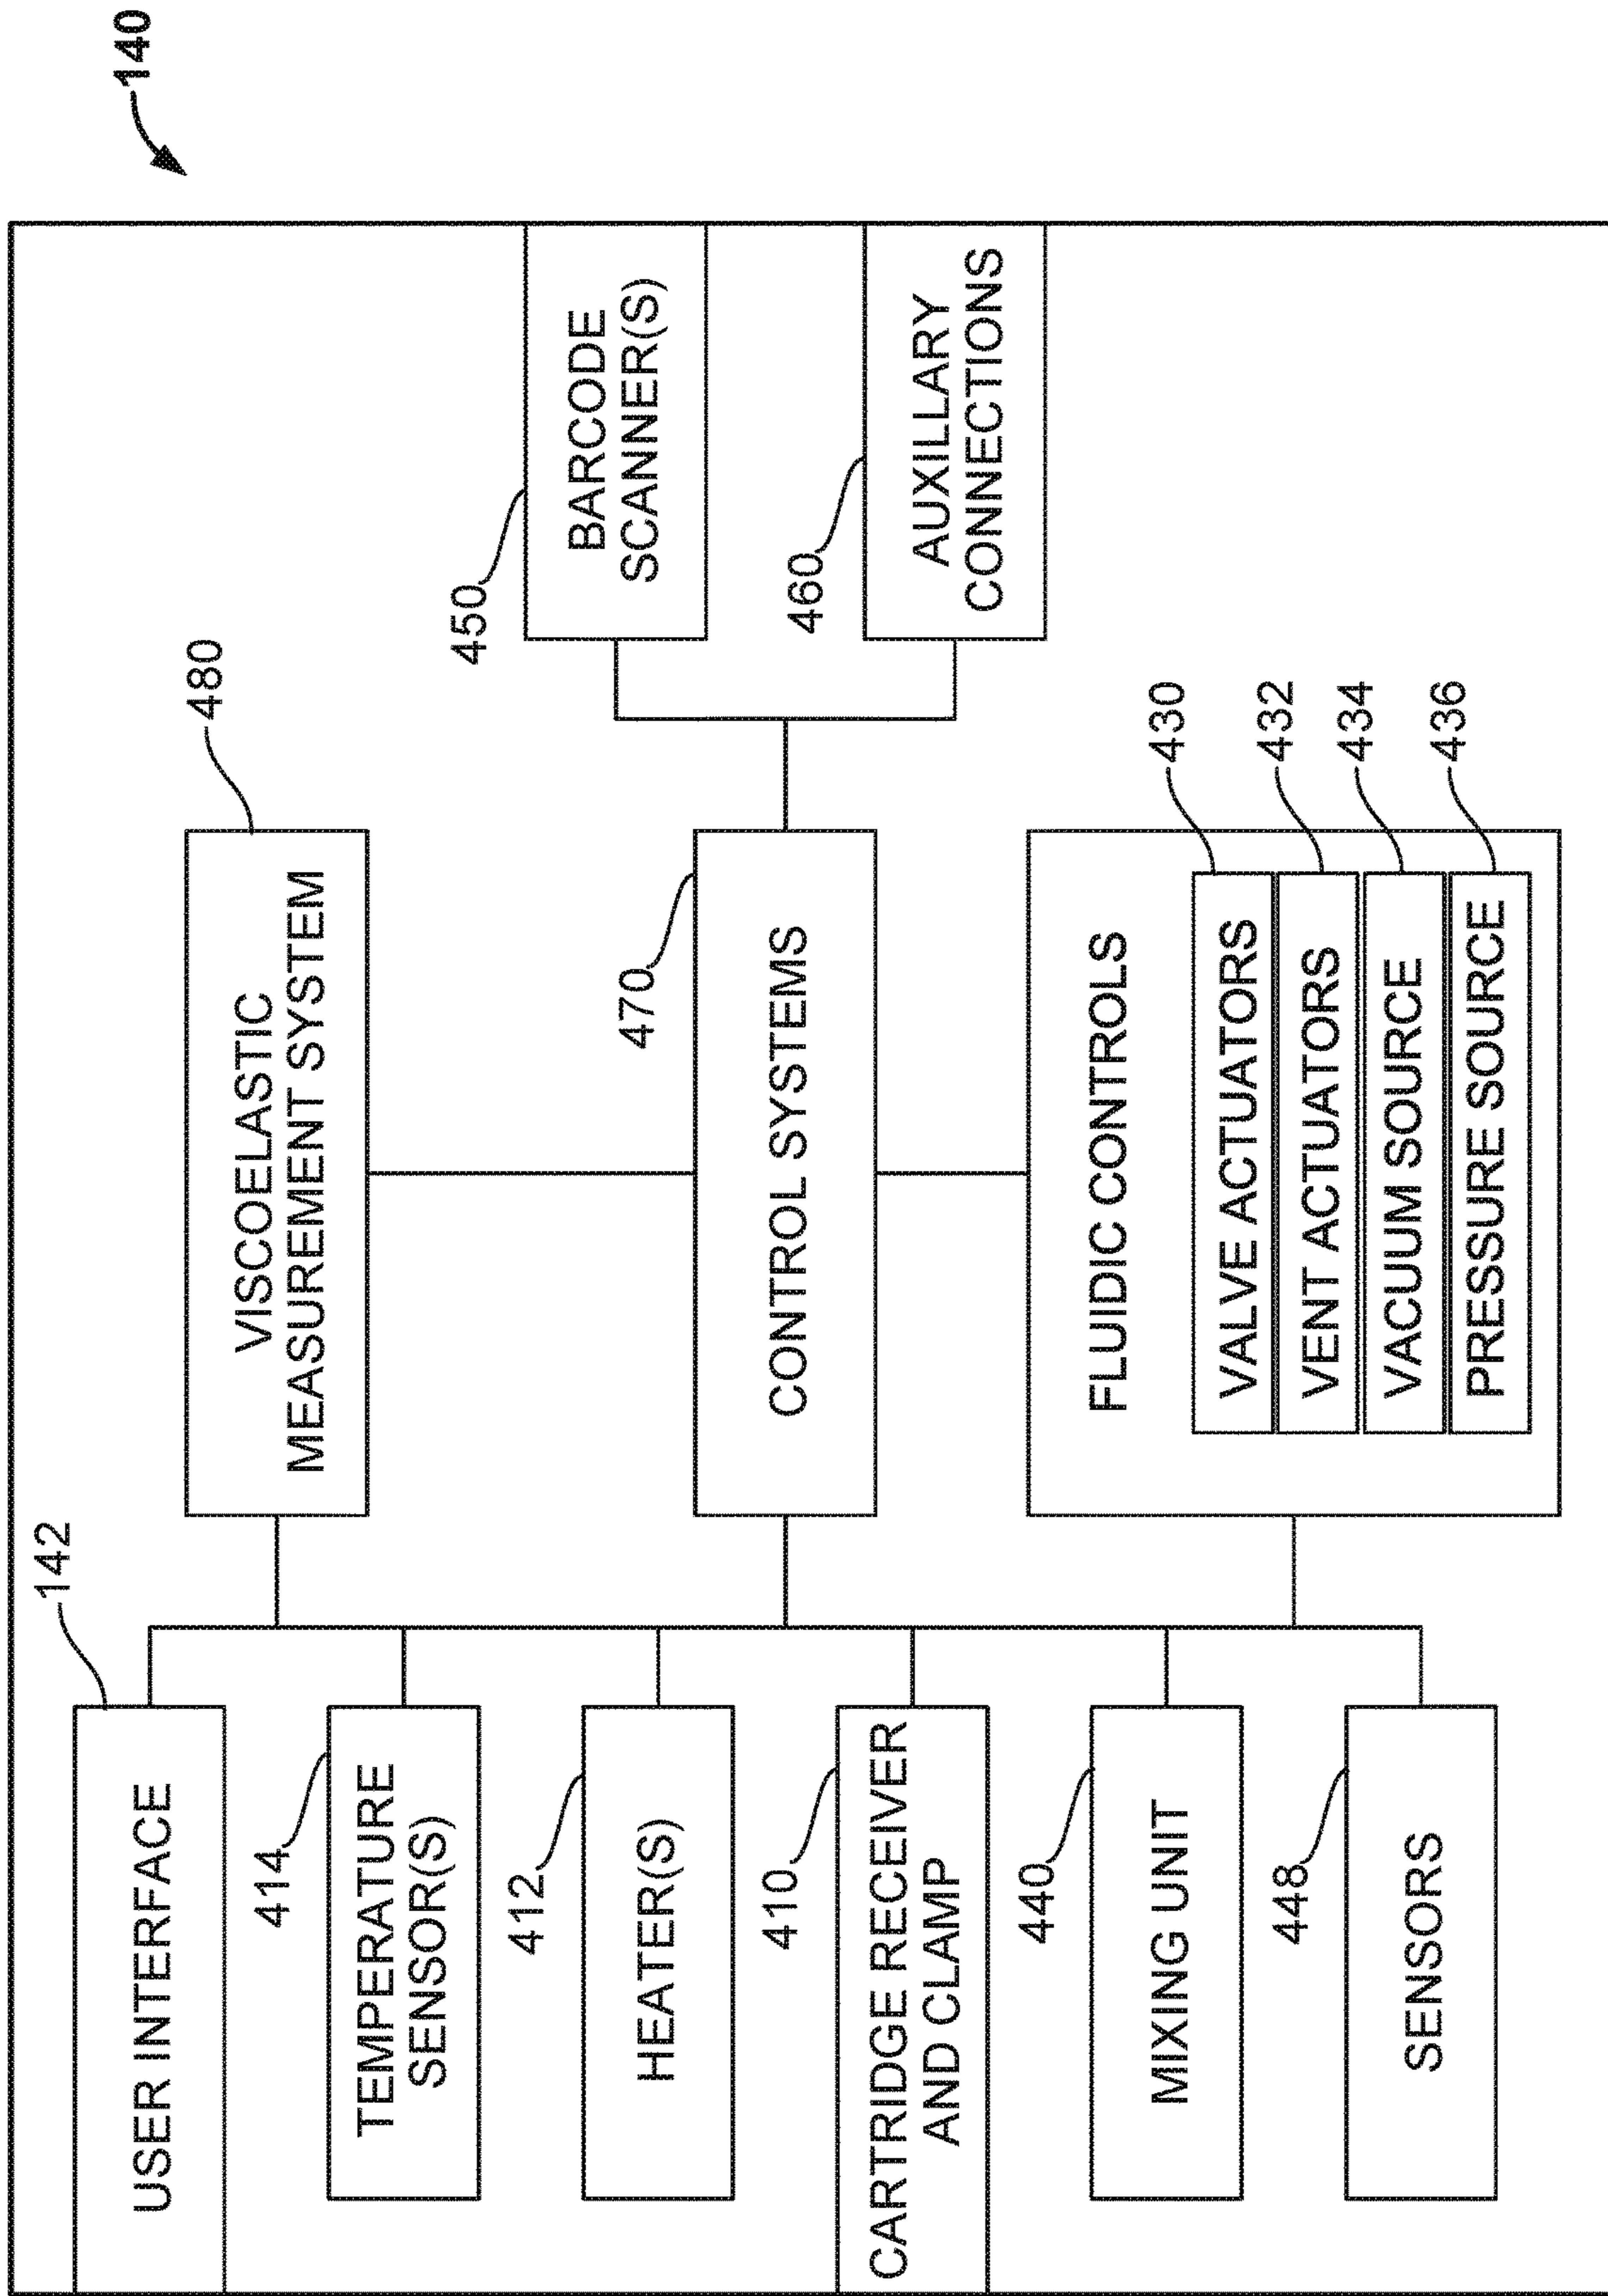 140
142
USER INTERFACE
414
TEMPERATURE
SENSOR(S)
412
HEATER(S)
410
CARTRIDGE RECEIVER
AND CLAMP
440
MIXING UNIT
448
SENSORS
480
VISCOELASTIC
MEASUREMENT SYSTEM
470
CONTROL SYSTEMS
FLUIDIC CONTROLS
VALVE ACTUATORS
430
VENT ACTUATORS
432
VACUUM SOURCE
434
PRESSURE SOURCE
436
450
BARCODE
SCANNER(S)
460
AUXILLARY
CONNECTIONS